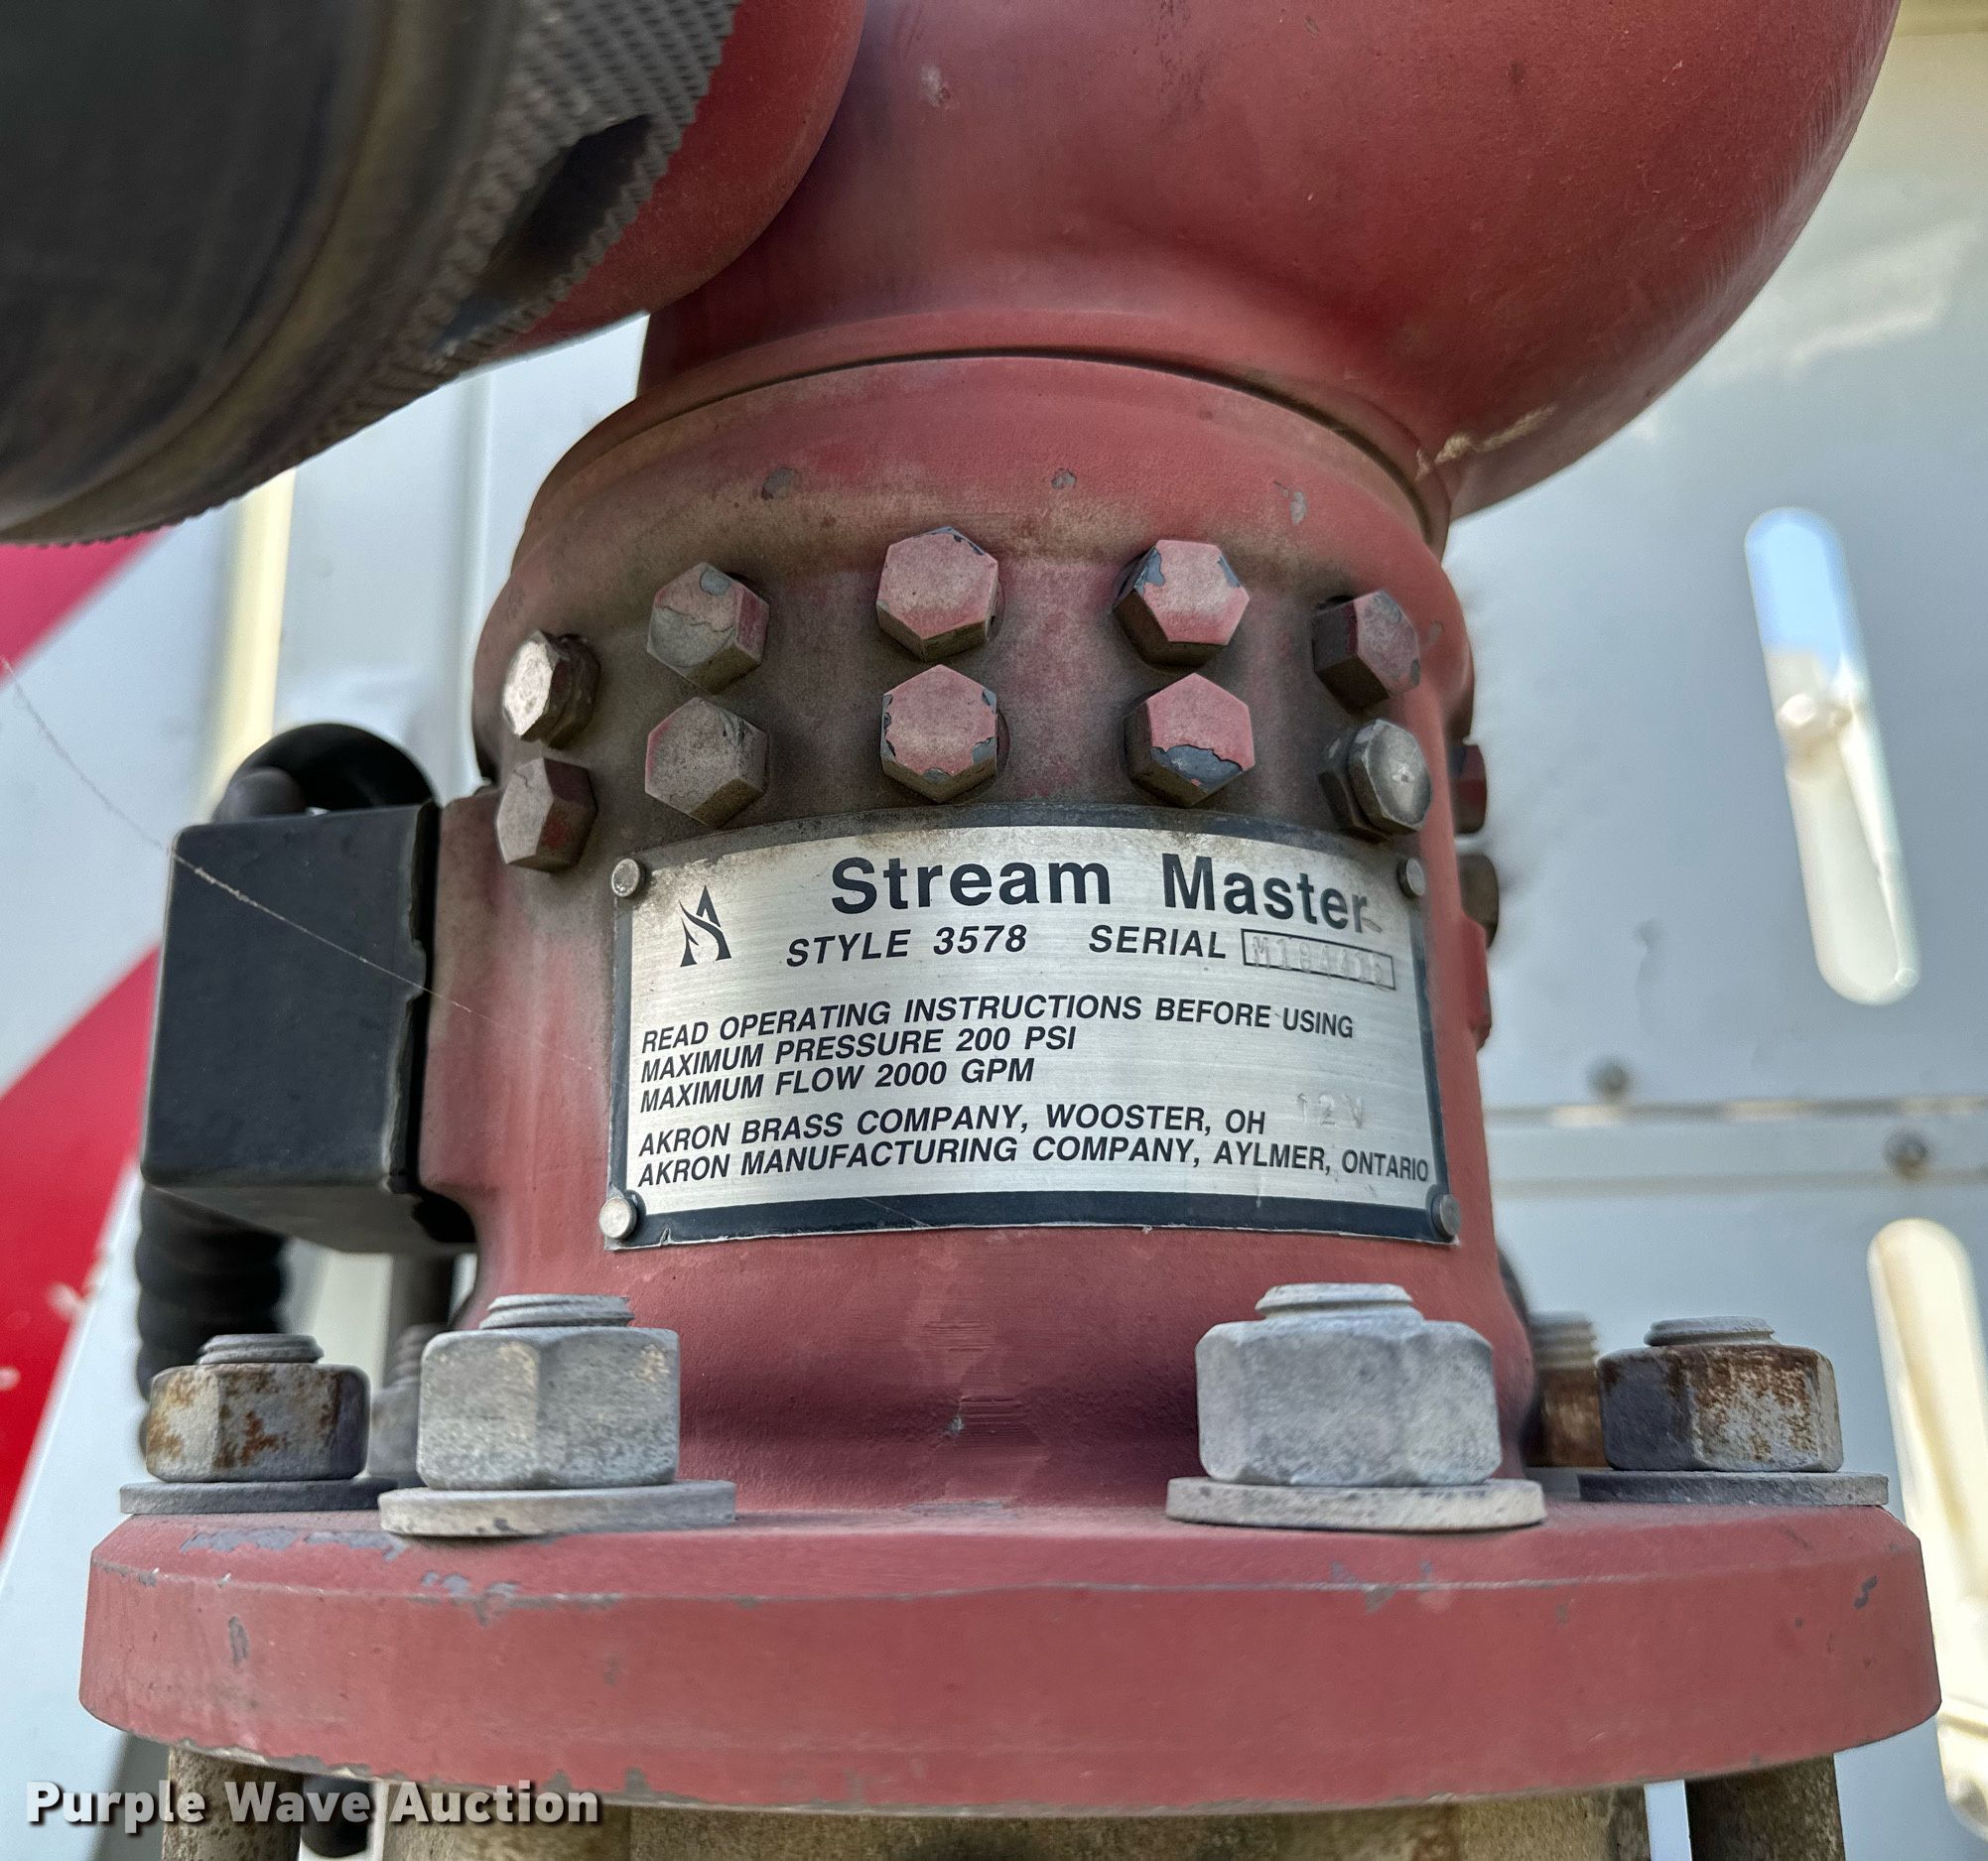 Stream Master
STYLE 3578 SERIAL
READ OPERATING INSTRUCTIONS BEFORE USING
MAXIMUM PRESSURE 200 PSI
MAXIMUM FLOW 2000 GPM
12V
AKRON BRASS COMPANY, WOOSTER, OH
AKRON MANUFACTURING COMPANY, AYLMER, ONTARIO
Purple Wave Auction